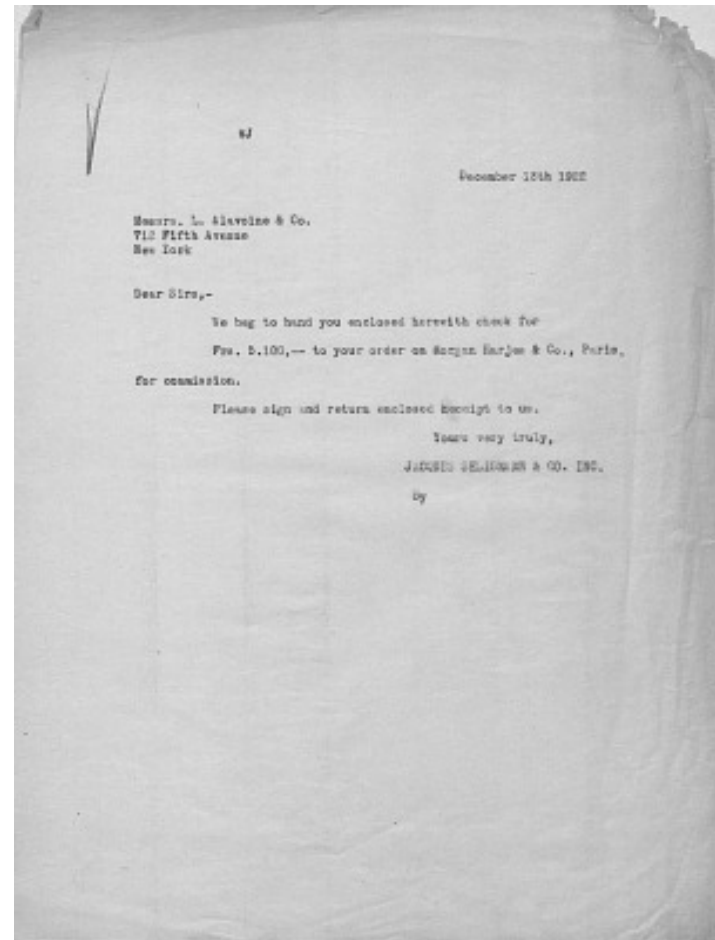 December 13th 1922
Messrs. L. Alavoine & Co.
712 Fifth Avenue
New York
Dear Sirs,-
We beg to hand you enclosed herewith check for
Frs. 5.100,-- to your order on Morgan Harjes & Co., Paris,
for commission.
Please sign and return enclosed receipt to us.
Yours very truly,
JACQUES SELIGMANN & CO. INC.
by